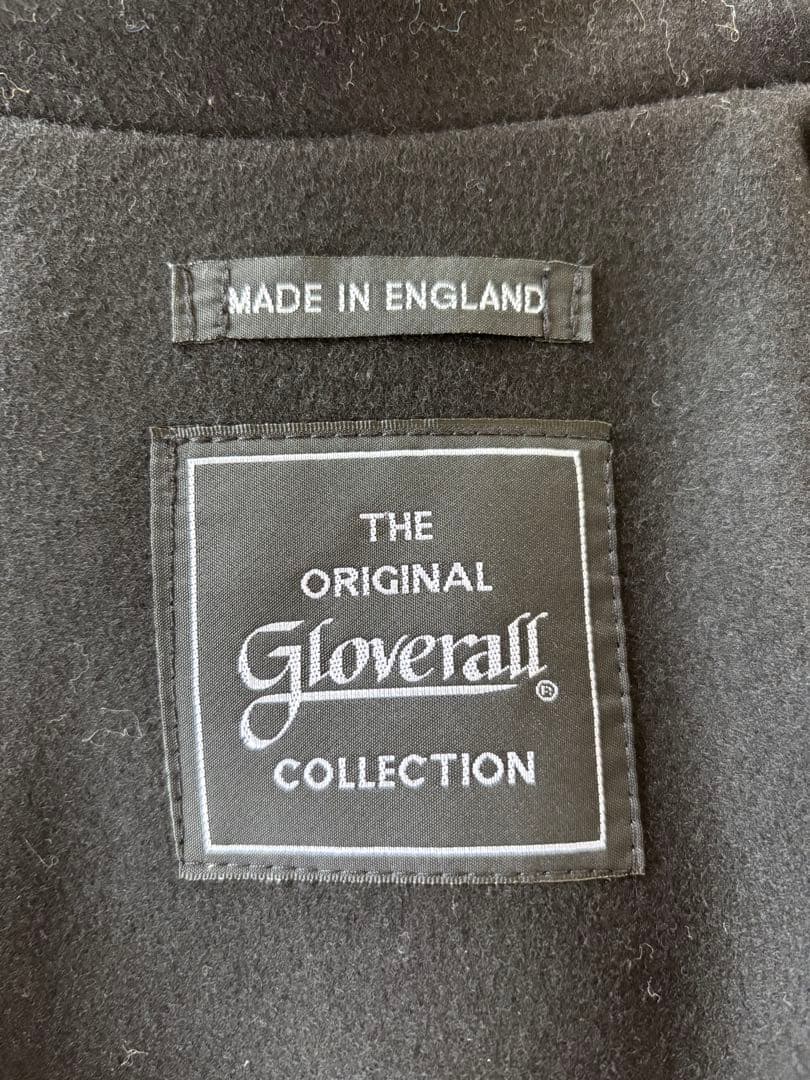 MADE IN ENGLAND
THE
ORIGINAL
Gloverall®
COLLECTION